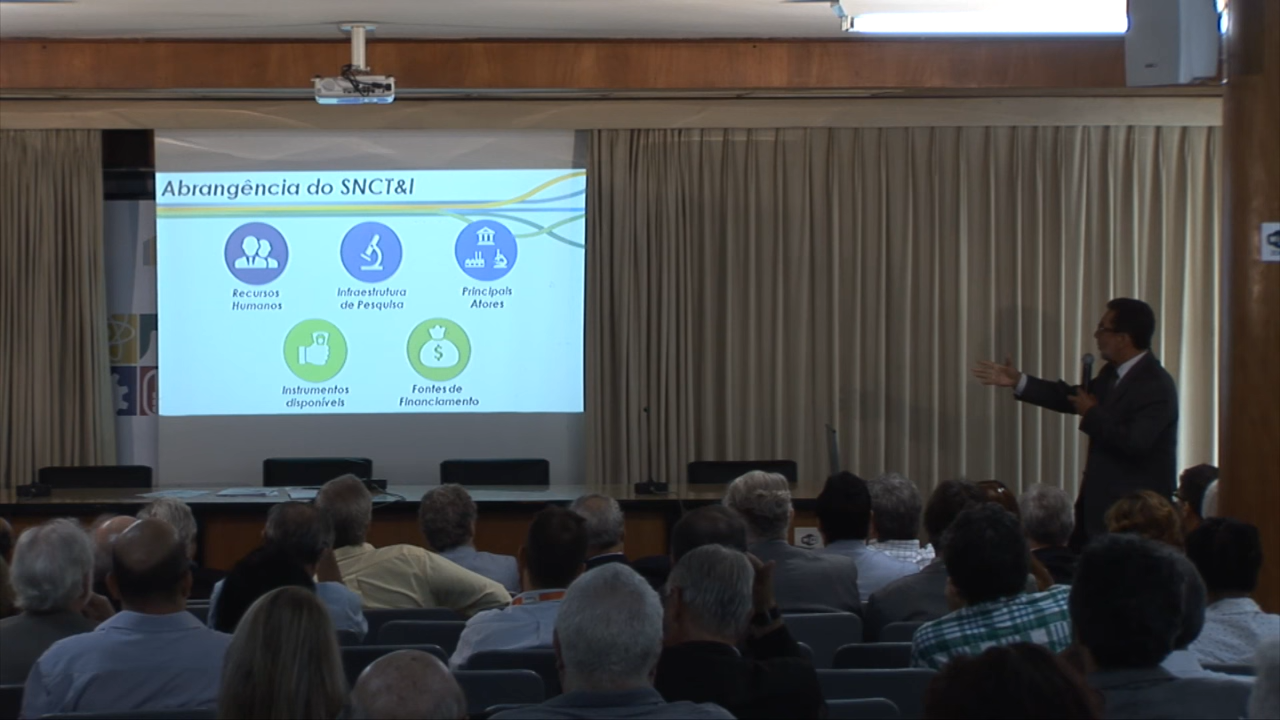 Abrangência do SNCT&I
Recursos
Humanos
Infraestrutura
de Pesquisa
Principais
Atores
Instrumentos
disponíveis
Fontes de
Financiamento